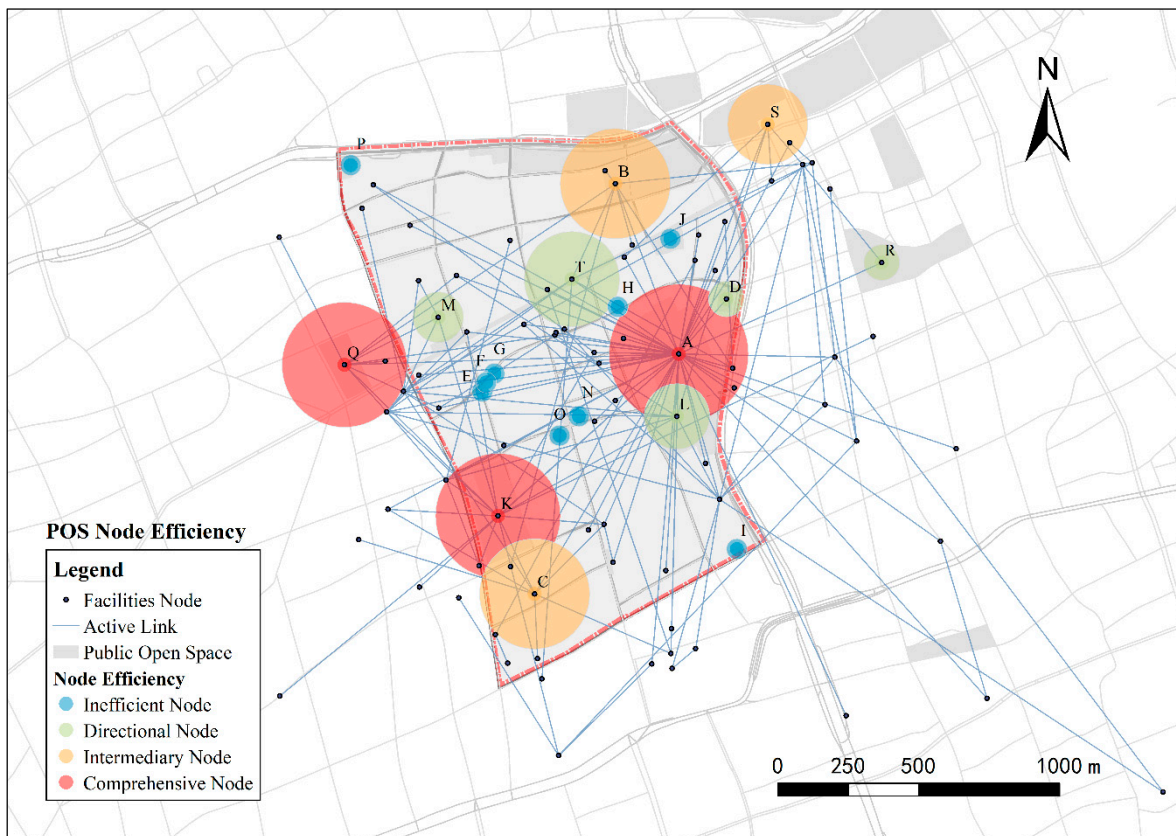 N
S
P
B
J
R
T
D
H
M
A
Q
G
F
E
N
L
O
K
I
C
POS Node Efficiency
Legend
Facilities Node
Active Link
Public Open Space
Node Efficiency
Inefficient Node
Directional Node
Intermediary Node
Comprehensive Node
0 250 500 1000 m